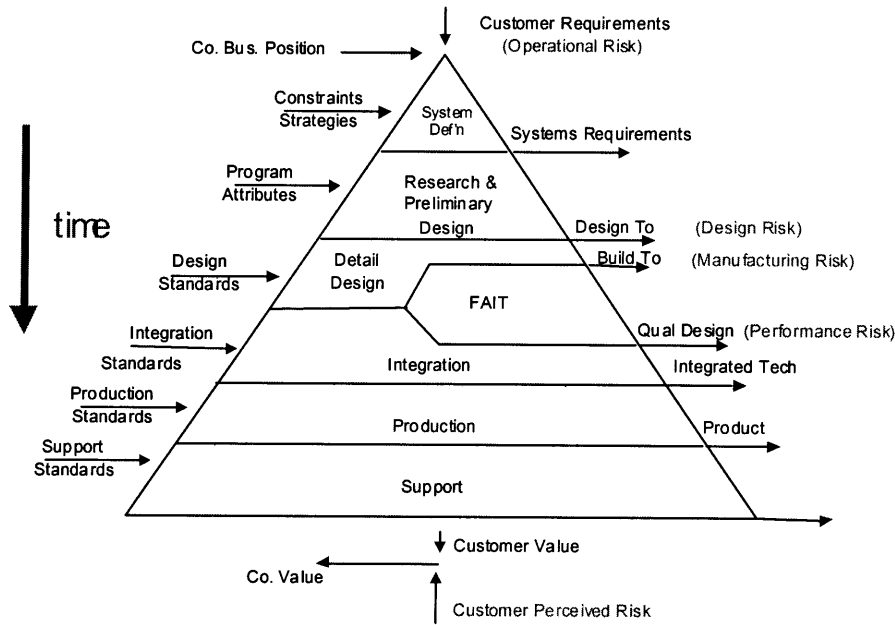 Customer Requirements
(Operational Risk)
Co. Bus. Position
Constraints
Strategies
System
Def'n
Systems Requirements
Program
Attributes
Research &
Preliminary
Design
time
Design To (Design Risk)
Build To (Manufacturing Risk)
Design
Standards
Detail
Design
FAIT
Integration
Standards
Qual Design (Performance Risk)
Integration
Integrated Tech
Production
Standards
Production
Product
Support
Standards
Support
Customer Value
Co. Value
Customer Perceived Risk